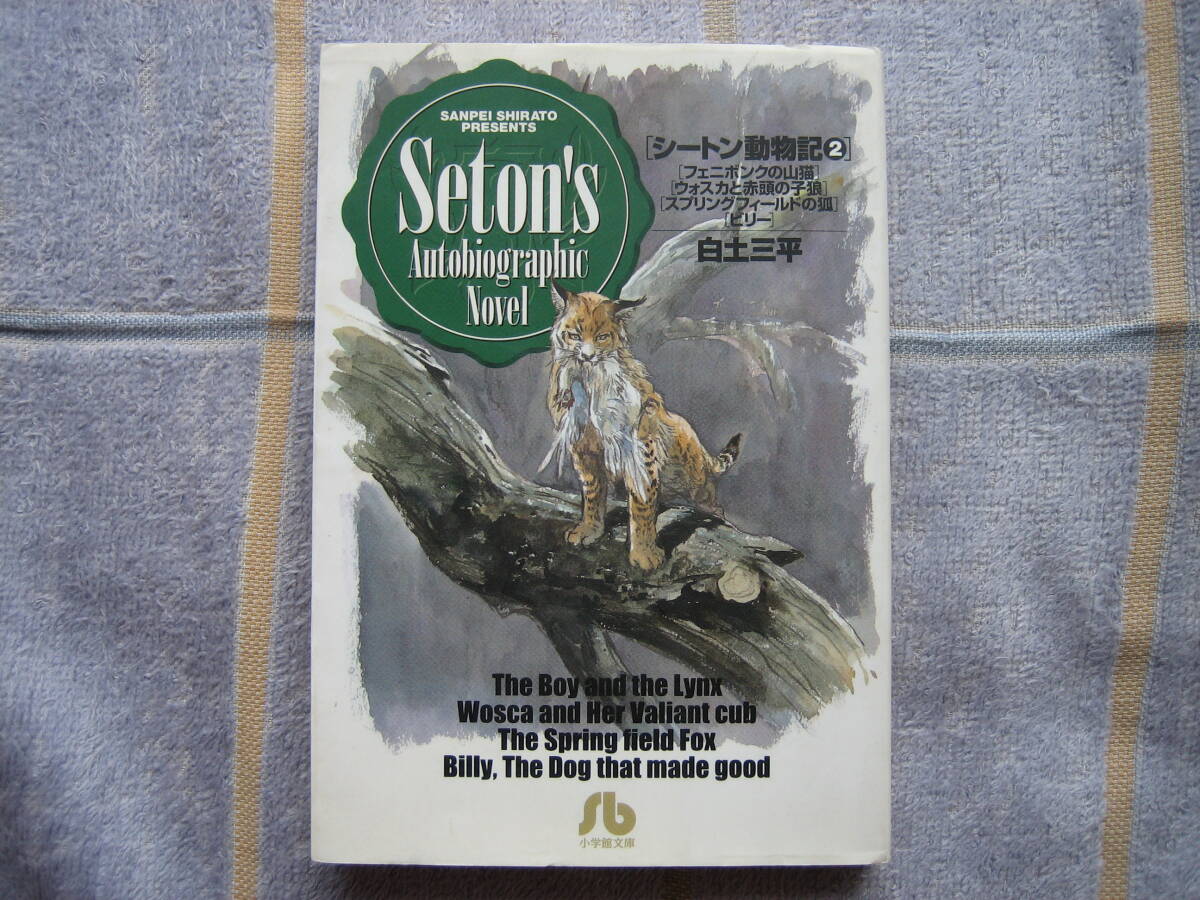 SANPEI SHIRATO
PRESENTS
Seton's
Autobiographic
Novel
[シートン動物記❷]
[フェニボンクの山猫]
[ウォスカと赤頭の子狼]
[スプリングフィールドの狐]
[ビリー]
白土三平
The Boy and the Lynx
Wosca and Her Valiant cub
The Spring field Fox
Billy, The Dog that made good
sb
小学館文庫